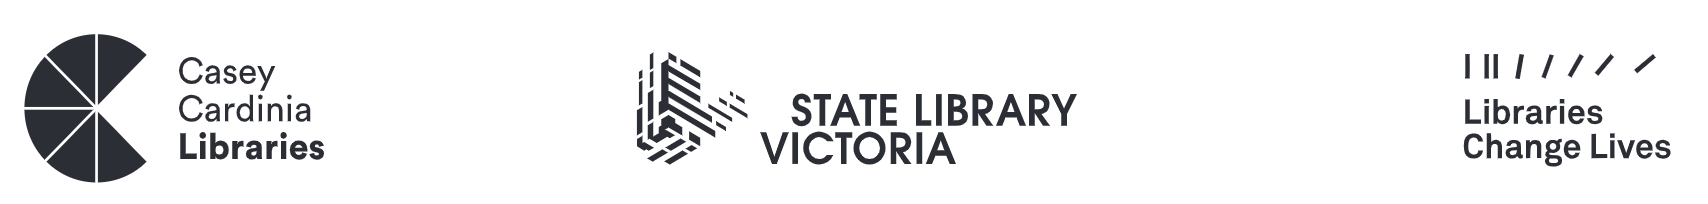 Casey
Cardinia
Libraries
STATE LIBRARY
VICTORIA
Libraries
Change Lives